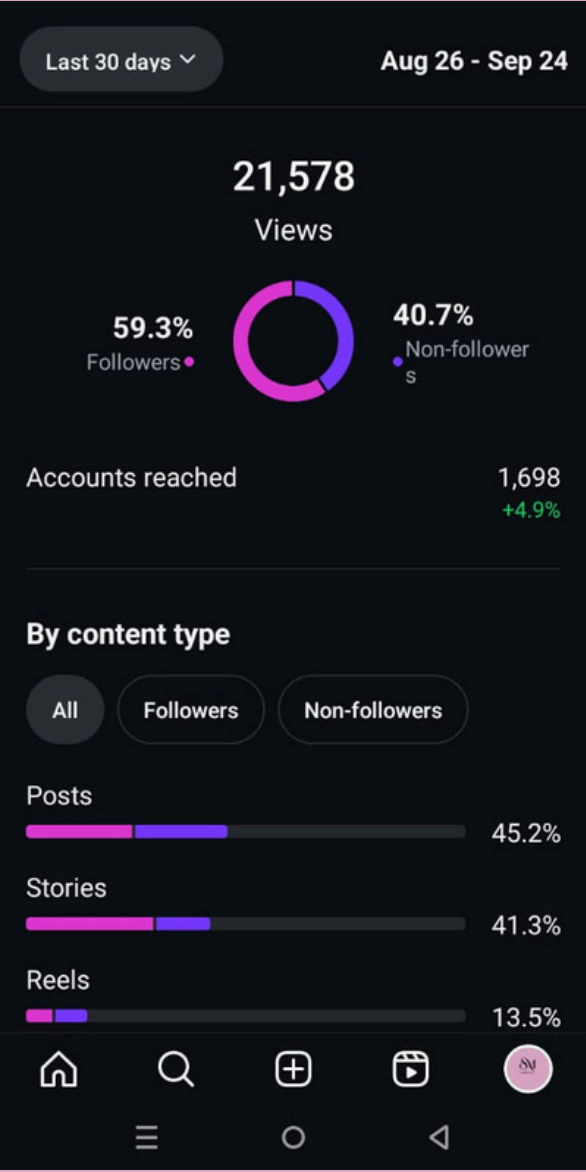 Last 30 days
Aug 26 - Sep 24
21,578
Views
59.3%
Followers
40.7%
Non-follower
s
Accounts reached
1,698
+4.9%
By content type
All
Followers
Non-followers
Posts
45.2%
Stories
41.3%
Reels
13.5%